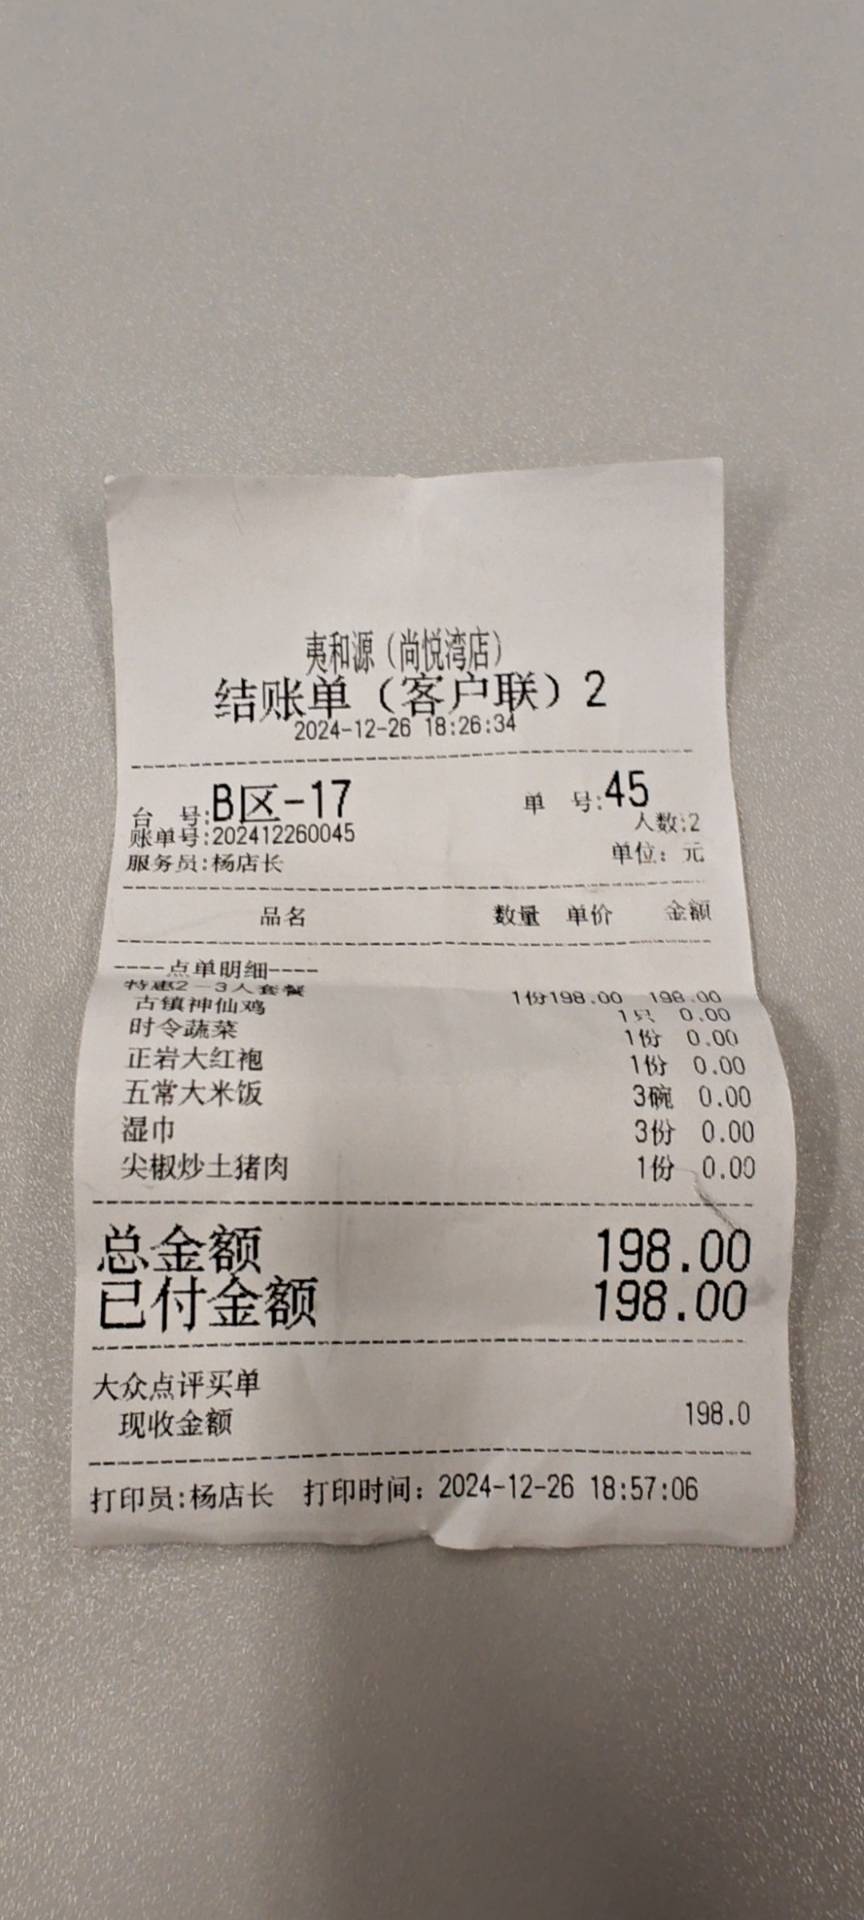 夷和源（尚悦湾店）
结账单（客户联）2
2024-12-26 18:26:34
台 号:B区-17 单 号:45
人数:2
账单号:202412260045
单位：元
服务员:杨店长
品名 数量 单价 金额
----点单明细----
特惠2-3人套餐 1份198.00 198.00
古镇神仙鸡 1只 0.00
时令蔬菜 1份 0.00
正岩大红袍 1份 0.00
五常大米饭 3碗 0.00
湿巾 3份 0.00
尖椒炒土猪肉 1份 0.00
总金额 198.00
已付金额 198.00
大众点评买单
现收金额 198.0
打印员:杨店长 打印时间：2024-12-26 18:57:06